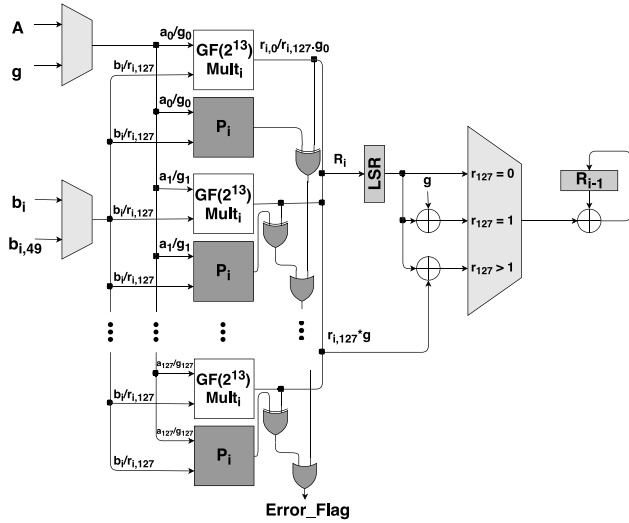 A
g
a0/g0
GF(2^13)
Multi
ri,0/ri,127.g0
bi/ri,127
a0/g0
Pi
bi/ri,127
a1/g1
GF(2^13)
Multi
bi/ri,127
a1/g1
Pi
bi/ri,127
bi
bi,49
Ri
LSR
g
r127 = 0
r127 = 1
r127 > 1
Ri-1
ri,127*g
a127/g127
GF(2^13)
Multi
bi/ri,127
a127/g127
Pi
bi/ri,127
Error_Flag